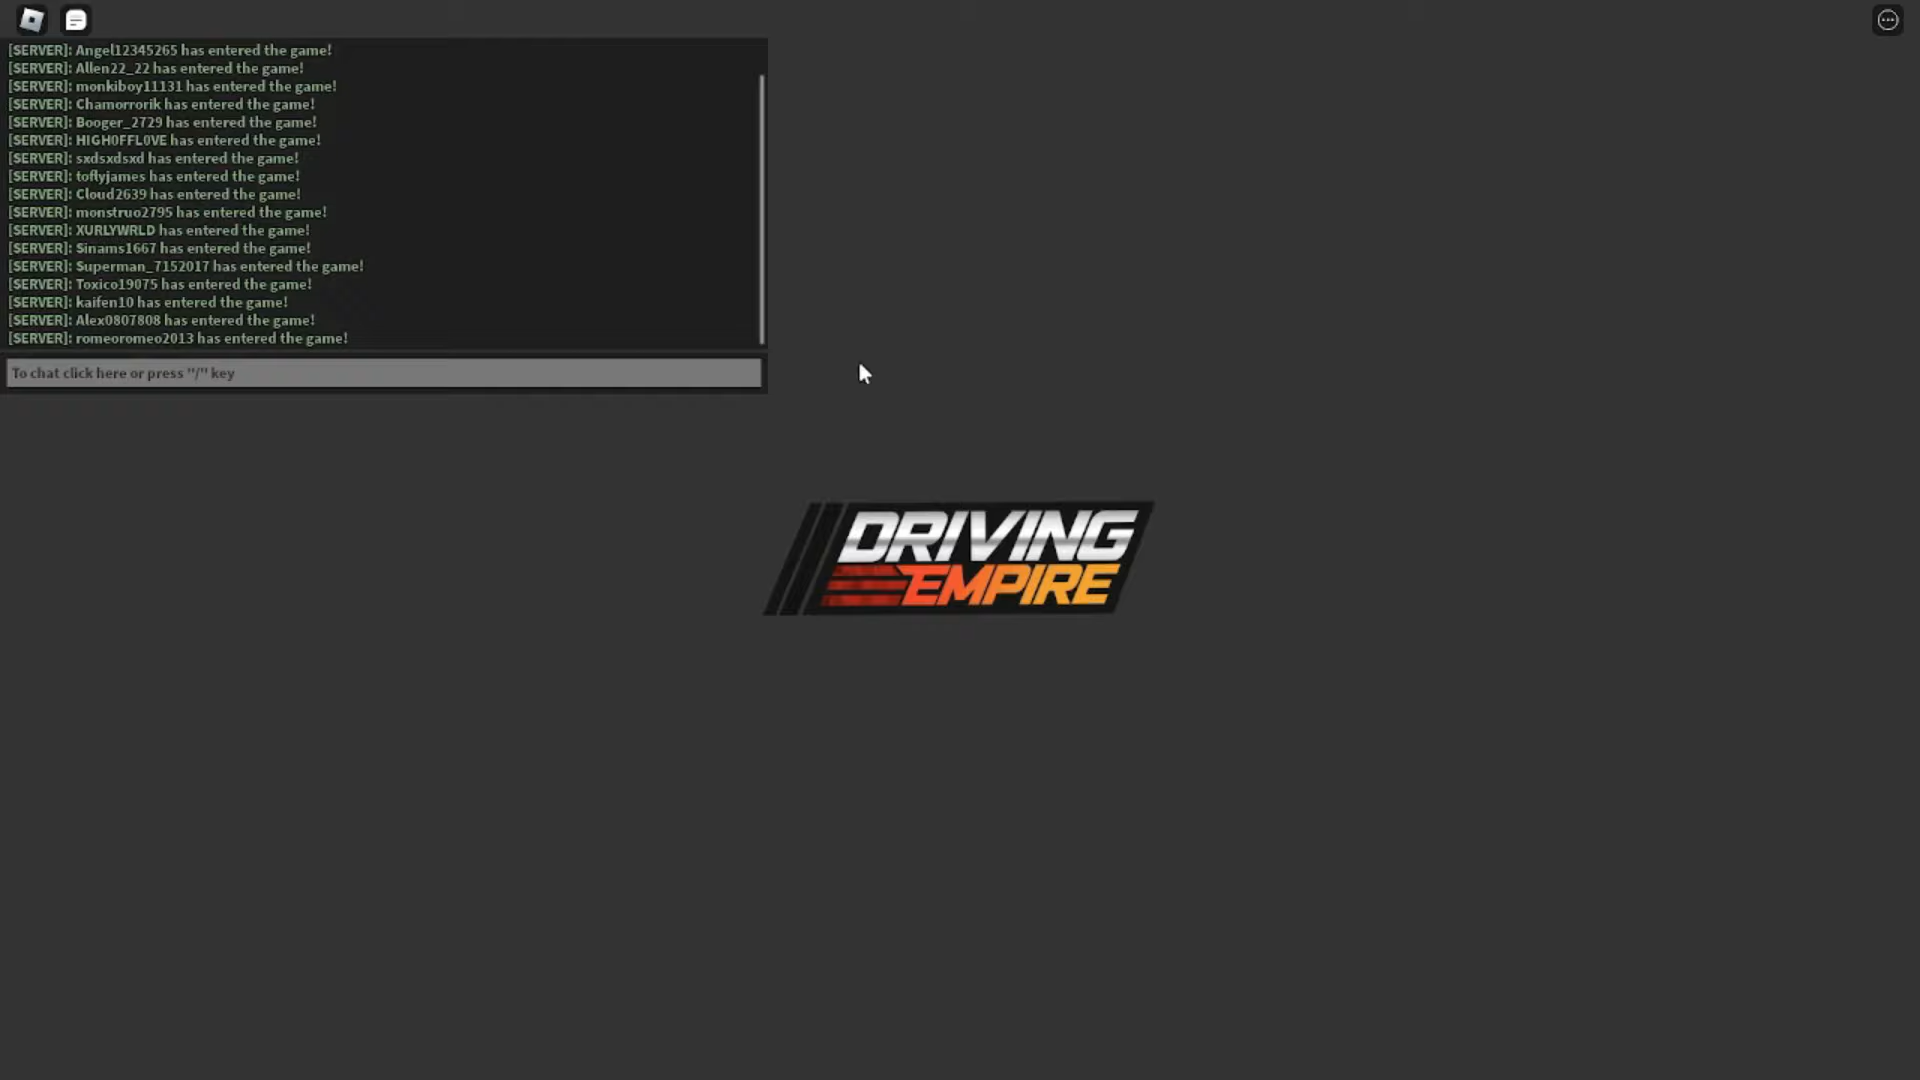 [SERVER]: Angel12345265 has entered the game!
[SERVER]: Allen22_22 has entered the game!
[SERVER]: monkiboy11131 has entered the game!
[SERVER]: Chamorrorik has entered the game!
[SERVER]: Booger_2729 has entered the game!
[SERVER]: HIGH0FFL0VE has entered the game!
[SERVER]: sxdsxdsxd has entered the game!
[SERVER]: toflyjames has entered the game!
[SERVER]: Cloud2639 has entered the game!
[SERVER]: monstruo2795 has entered the game!
[SERVER]: XURLYWRLD has entered the game!
[SERVER]: Sinams1667 has entered the game!
[SERVER]: Superman_7152017 has entered the game!
[SERVER]: Toxico19075 has entered the game!
[SERVER]: kaifen10 has entered the game!
[SERVER]: Alex0807808 has entered the game!
[SERVER]: romeoromeo2013 has entered the game!
To chat click here or press "/" key
DRIVING
EMPIRE